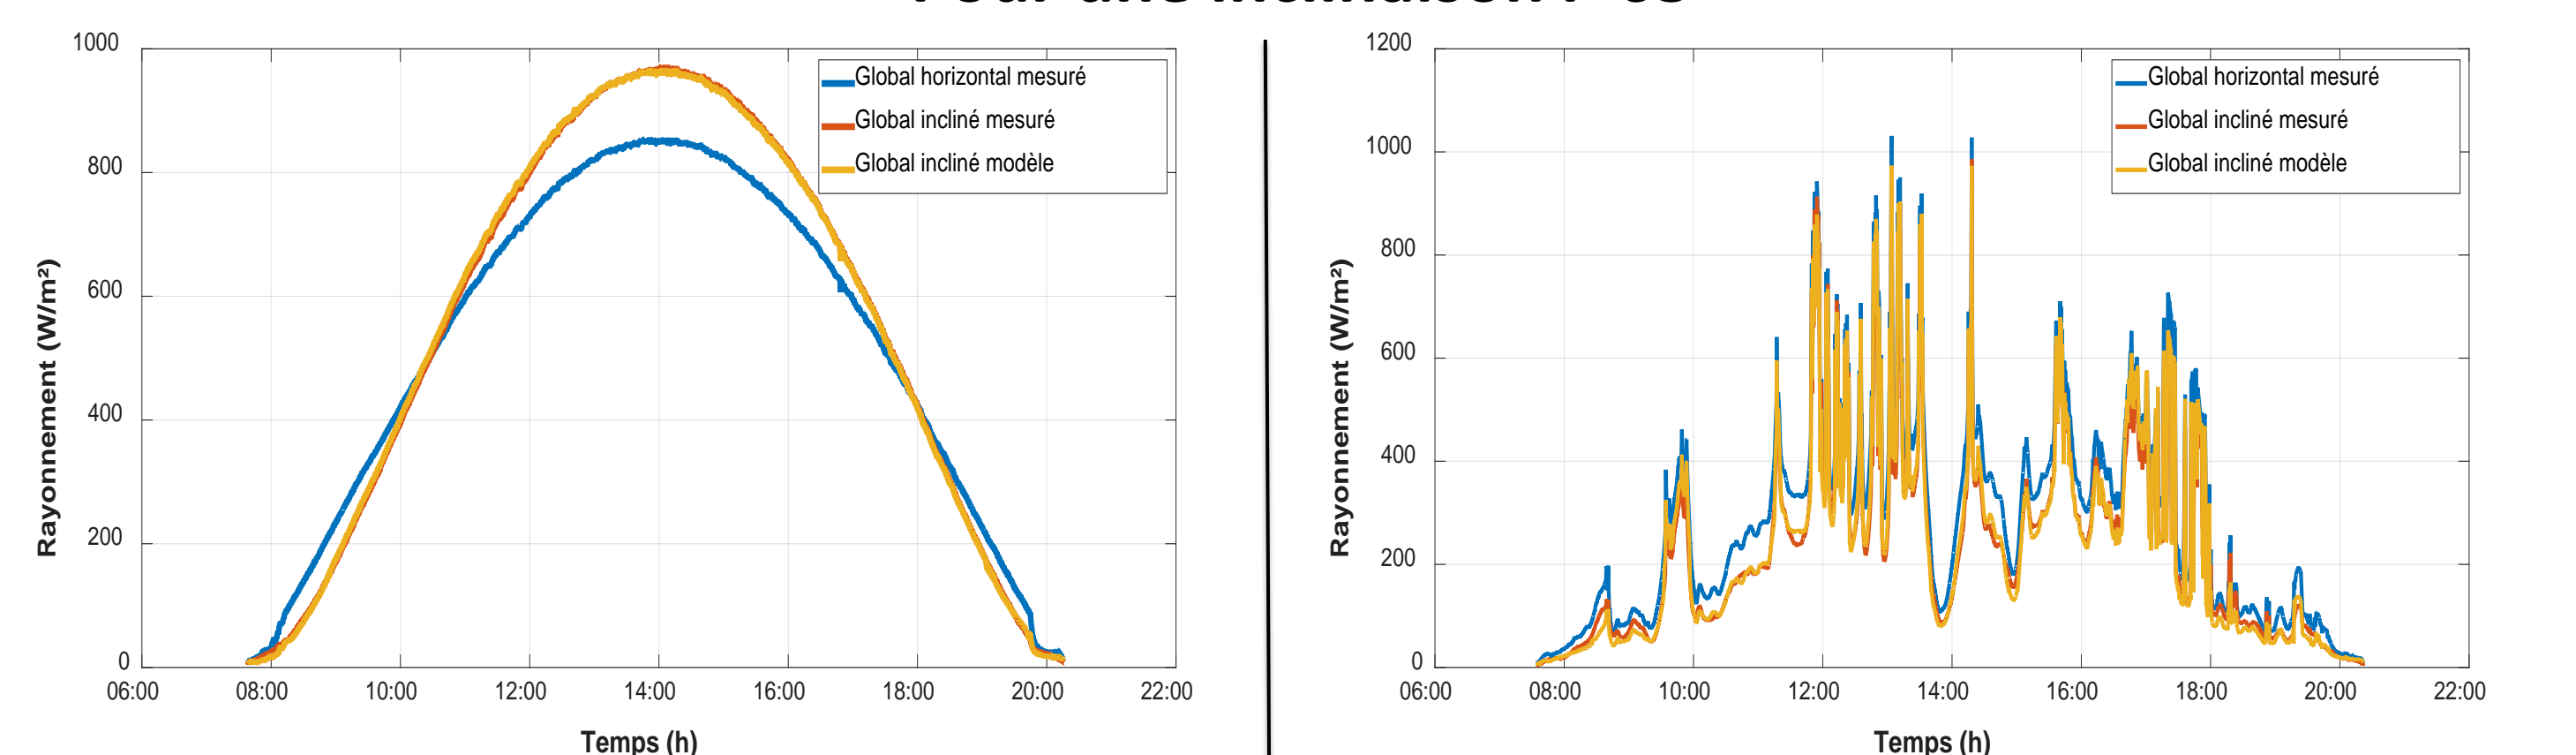 Pour une inclinaison
1000
800
600
400
200
0
06:00 08:00 10:00 12:00 14:00 16:00 18:00 20:00 22:00
Rayonnement (W/m²)
Temps (h)
Global horizontal mesuré
Global incliné mesuré
Global incliné modèle
1200
1000
800
600
400
200
0
06:00 08:00 10:00 12:00 14:00 16:00 18:00 20:00 22:00
Rayonnement (W/m²)
Temps (h)
Global horizontal mesuré
Global incliné mesuré
Global incliné modèle